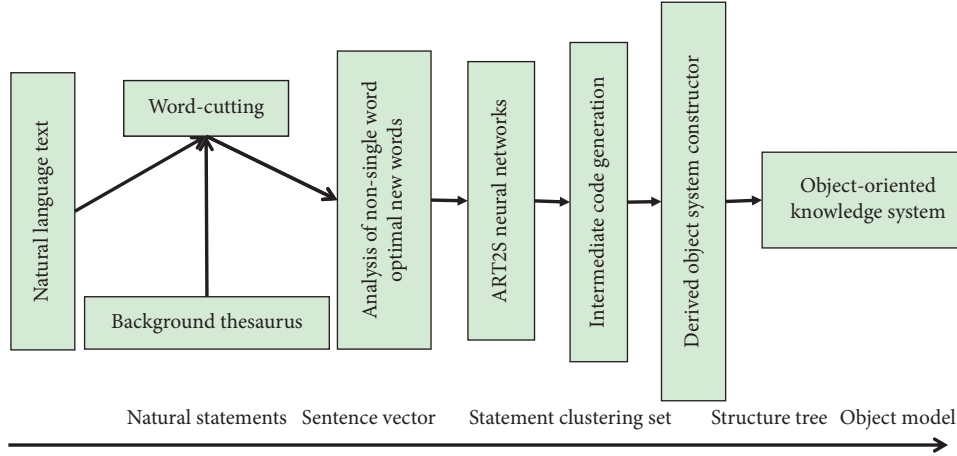 Natural language text
Word-cutting
Background thesaurus
Analysis of non-single word
optimal new words
ART2S neural networks
Intermediate code generation
Derived object system constructor
Object-oriented
knowledge system
Natural statements Sentence vector Statement clustering set Structure tree Object model